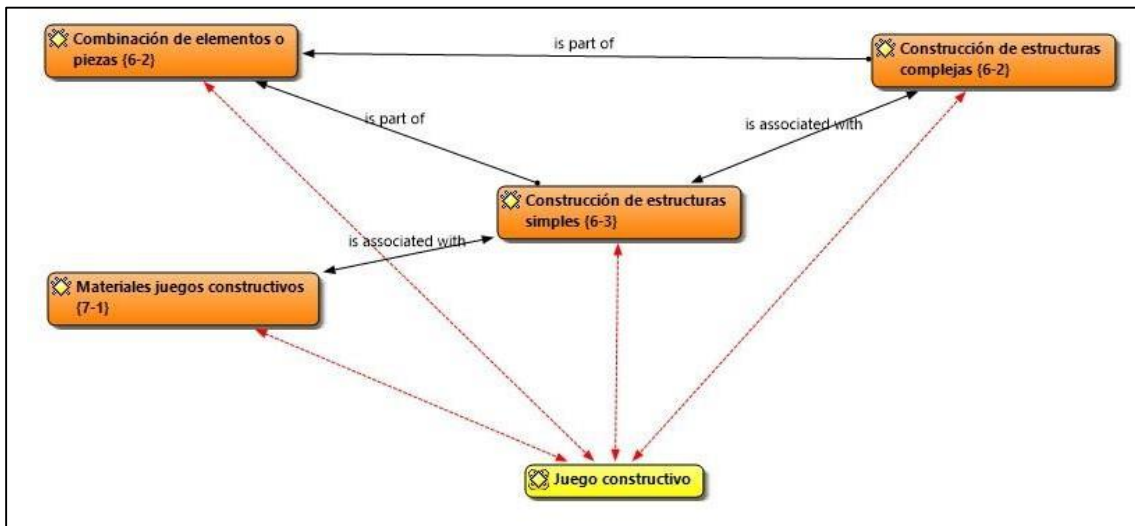 Combinación de elementos o
piezas {6-2}
is part of
Construcción de estructuras
complejas {6-2}
is part of
is associated with
Construcción de estructuras
simples {6-3}
is associated with
Materiales juegos constructivos
{7-1}
Juego constructivo